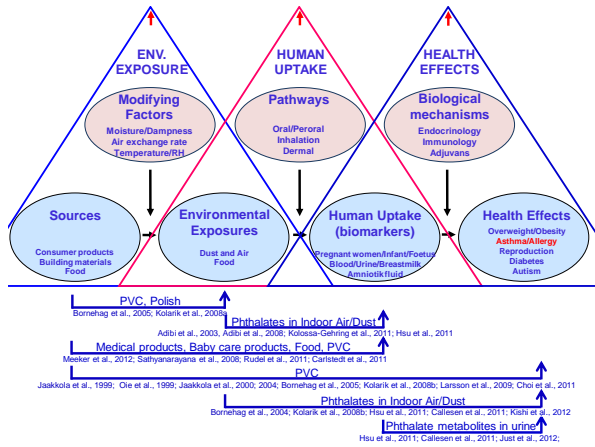 ENV.
EXPOSURE
HUMAN
UPTAKE
HEALTH
EFFECTS
Modifying
Factors
Moisture/Dampness
Air exchange rate
Temperature/RH
Pathways
Oral/Peroral
Inhalation
Dermal
Biological
mechanisms
Endocrinology
Immunology
Adjuvans
Sources
Consumer products
Building materials
Food
Environmental
Exposures
Dust and Air
Food
Human Uptake
(biomarkers)
Pregnant women/Infant/Foetus
Blood/Urine/Breastmilk
Amniotik fluid
Health Effects
Overweight/Obesity
Asthma/Allergy
Reproduction
Diabetes
Autism
PVC, Polish
Bornehag et al., 2005; Kolarik et al., 2008a
Phthalates in Indoor Air/Dust
Adibi et al., 2003, Adibi et al., 2008; Kolossa-Gehring et al., 2011; Hsu et al., 2011
Medical products, Baby care products, Food, PVC
Meeker et al., 2012; Sathyanarayana et al., 2008; Rudel et al., 2011; Carlstedt et al., 2011
PVC
Jaakkola et al., 1999; Oie et al., 1999; Jaakkola et al., 2000; 2004; Bornehag et al., 2005; Kolarik et al., 2008b; Larsson et al., 2009; Choi et al., 2011
Phthalates in Indoor Air/Dust
Bornehag et al., 2004; Kolarik et al., 2008b; Hsu et al., 2011; Callesen et al., 2011; Kishi et al., 2012
Phthalate metabolites in urine
Hsu et al., 2011; Callesen et al., 2011; Just et al., 2012;